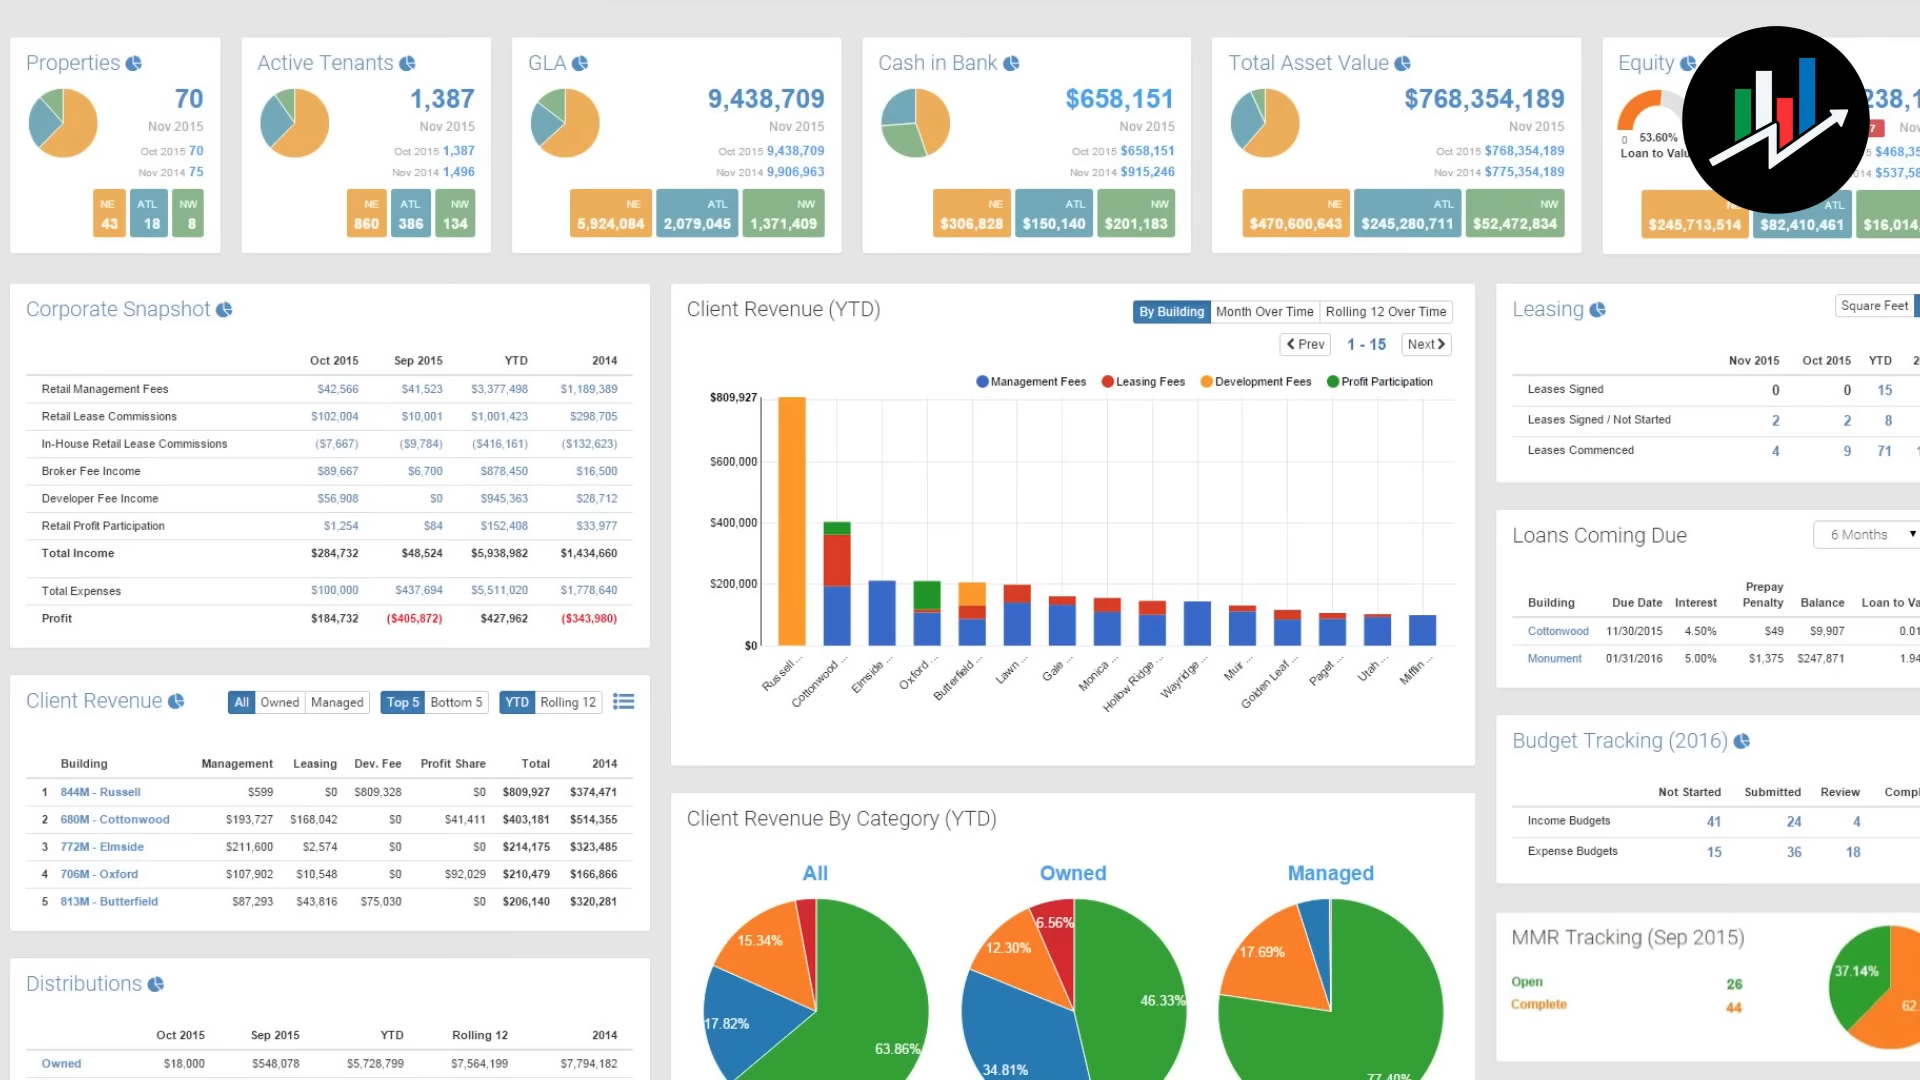 Properties
70
Nov 2015
Oct 2015 70
Nov 2014 75
NE 43
ATL 18
NW 8
Active Tenants
1,387
Nov 2015
Oct 2015 1,387
Nov 2014 1,496
NE 860
ATL 386
NW 134
GLA
9,438,709
Nov 2015
Oct 2015 9,438,709
Nov 2014 9,906,963
NE 5,924,084
ATL 2,079,045
NW 1,371,409
Cash in Bank
$658,151
Nov 2015
Oct 2015 $658,151
Nov 2014 $915,246
NE $306,828
ATL $150,140
NW $201,183
Total Asset Value
$768,354,189
Nov 2015
Oct 2015 $768,354,189
Nov 2014 $775,354,189
NE $470,600,643
ATL $245,280,711
NW $52,472,834
Equity
0
53.60%
Loan to Valu
238,1
7
Nov
5 $468,35
014 $537,58
$245,713,514
ATL $82,410,461
$16,014,
Corporate Snapshot
Oct 2015 Sep 2015 YTD 2014
Retail Management Fees $42,566 $41,523 $3,377,498 $1,189,389
Retail Lease Commissions $102,004 $10,001 $1,001,423 $298,705
In-House Retail Lease Commissions ($7,667) ($9,784) ($416,161) ($132,623)
Broker Fee Income $89,667 $6,700 $878,450 $16,500
Developer Fee Income $56,908 $0 $945,363 $28,712
Retail Profit Participation $1,254 $84 $152,408 $33,977
Total Income $284,732 $48,524 $5,938,982 $1,434,660
Total Expenses $100,000 $437,694 $5,511,020 $1,778,640
Profit $184,732 ($405,872) $427,962 ($343,980)
Client Revenue (YTD)
By Building Month Over Time Rolling 12 Over Time
Prev 1 - 15 Next
Management Fees Leasing Fees Development Fees Profit Participation
$809,927
$600,000
$400,000
$200,000
$0
Russell...
Cottonwood ...
Elmside...
Oxford ...
Butterfield...
Lawn ...
Gale ...
Monica ...
Hollow Ridge...
Wayridge...
Muir ...
Golden Leaf...
Paget ...
Utah ...
Mifflin...
Leasing
Square Feet
Nov 2015 Oct 2015 YTD 2
Leases Signed 0 0 15
Leases Signed / Not Started 2 2 8
Leases Commenced 4 9 71 1
Loans Coming Due
6 Months
Building Due Date Interest Prepay Penalty Balance Loan to Va
Cottonwood 11/30/2015 4.50% $49 $9,907 0.01
Monument 01/31/2016 5.00% $1,375 $247,871 1.94
Client Revenue
All Owned Managed Top 5 Bottom 5 YTD Rolling 12
Building Management Leasing Dev. Fee Profit Share Total 2014
1 844M - Russell $599 $0 $809,328 $0 $809,927 $374,471
2 680M - Cottonwood $193,727 $168,042 $0 $41,411 $403,181 $514,355
3 772M - Elmside $211,600 $2,574 $0 $0 $214,175 $323,485
4 706M - Oxford $107,902 $10,548 $0 $92,029 $210,479 $166,866
5 813M - Butterfield $87,293 $43,816 $75,030 $0 $206,140 $320,281
Client Revenue By Category (YTD)
All
15.34%
17.82%
63.86%
Owned
6.56%
12.30%
46.33%
34.81%
Managed
17.69%
77.40%
Budget Tracking (2016)
Not Started Submitted Review Compl
Income Budgets 41 24 4
Expense Budgets 15 36 18
MMR Tracking (Sep 2015)
Open 26
Complete 44
37.14%
62.
Distributions
Oct 2015 Sep 2015 YTD Rolling 12 2014
Owned $18,000 $548,078 $5,728,799 $7,564,199 $7,794,182